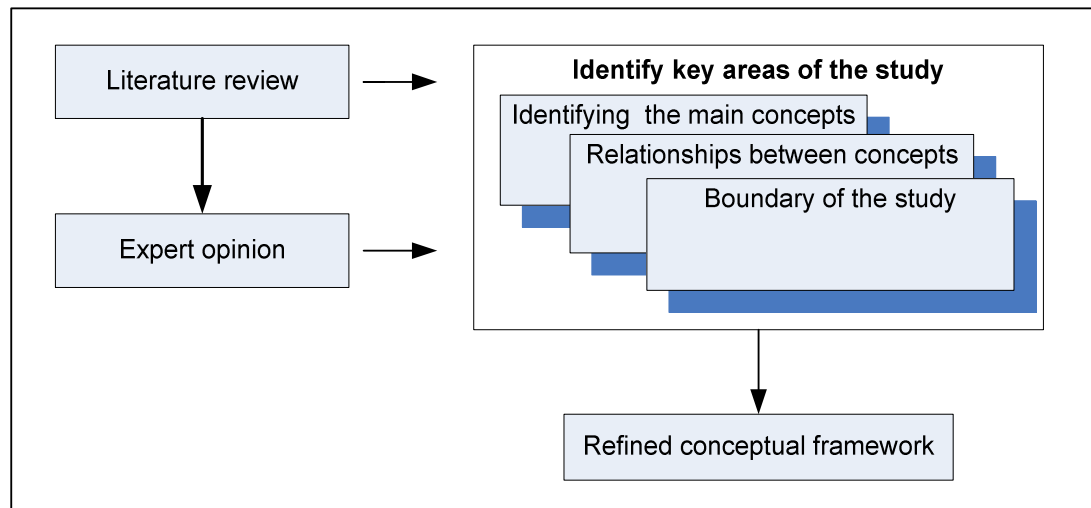 Literature review
Expert opinion
Identify key areas of the study
Identifying the main concepts
Relationships between concepts
Boundary of the study
Refined conceptual framework